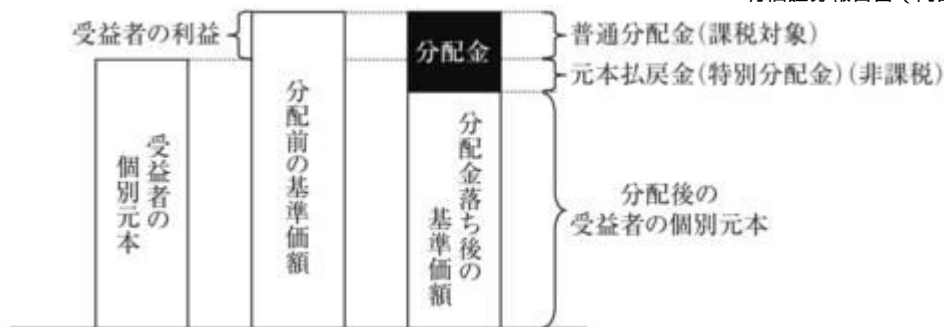 受益者の利益
分配金
普通分配金(課税対象)
元本払戻金(特別分配金)(非課税)
受益者の
個別元本
分配前の基準価額
分配金落ち後の
基準価額
分配後の
受益者の個別元本